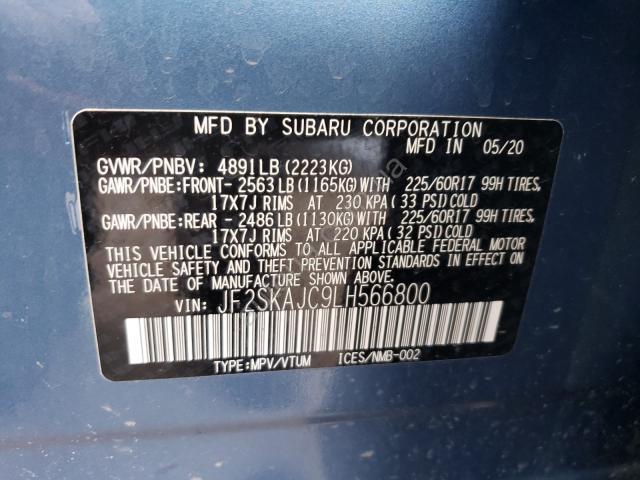 MFD BY SUBARU CORPORATION
MFD IN 05/20
GVWR/PNBV: 4891LB(2223KG)
GAWR/PNBE:FRONT- 2563LB(1165KG)WITH 225/60R17 99H TIRES,
17X7J RIMS AT 230 KPA(33 PSI)COLD
GAWR/PNBE:REAR - 2486LB(1130KG)WITH 225/60R17 99H TIRES,
17X7J RIMS AT 220 KPA(32 PSI)COLD
THIS VEHICLE CONFORMS TO ALL APPLICABLE FEDERAL MOTOR
VEHICLE SAFETY AND THEFT PREVENTION STANDARDS IN EFFECT ON
THE DATE OF MANUFACTURE SHOWN ABOVE.
VIN: JF2SKAJC9LH566800
TYPE:MPV/VTUM ICES/NMB-002